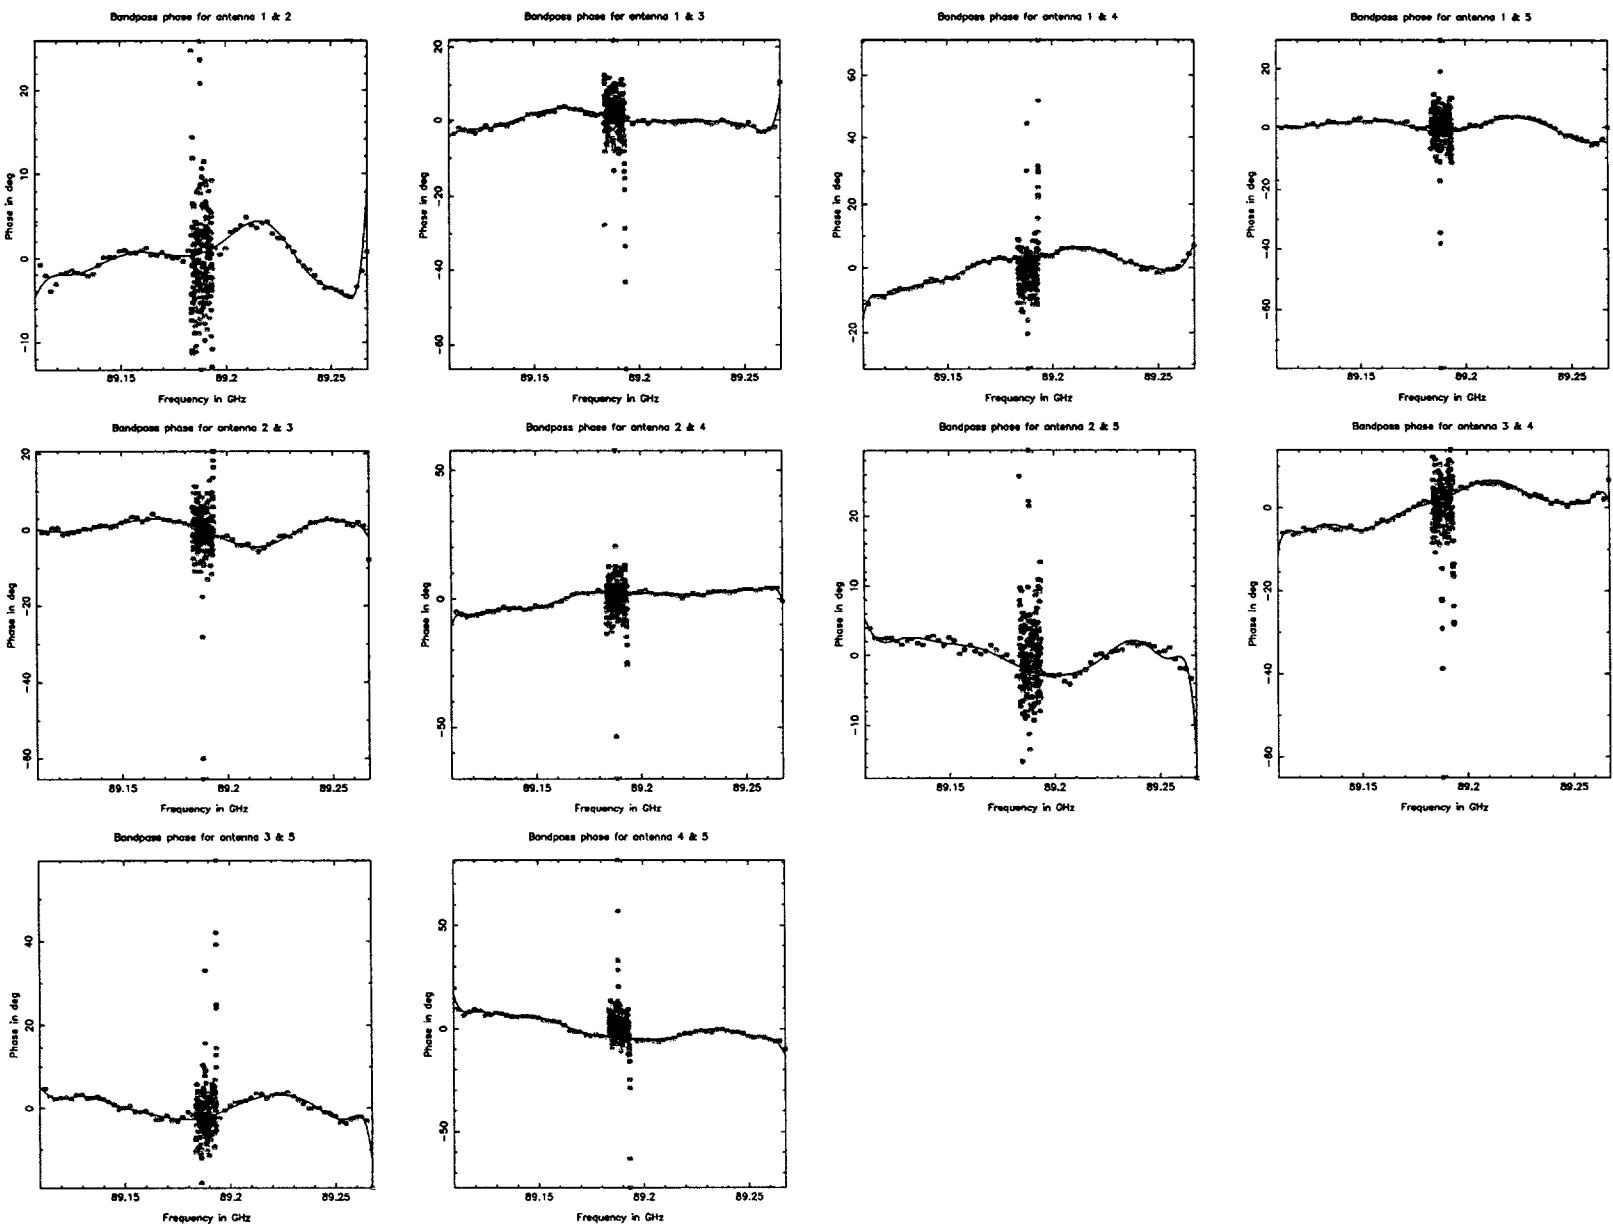 Bandpass phase for antenna 1 & 2
Bandpass phase for antenna 1 & 3
Bandpass phase for antenna 1 & 4
Bandpass phase for antenna 1 & 5
Phase in deg
20
10
0
−10
89.15
89.2
89.25
Frequency in GHz
Phase in deg
20
0
−20
−40
−60
89.15
89.2
89.25
Frequency in GHz
Phase in deg
60
40
20
0
−20
89.15
89.2
89.25
Frequency in GHz
Phase in deg
20
0
−20
−40
−60
89.15
89.2
89.25
Frequency in GHz
Bandpass phase for antenna 2 & 3
Bandpass phase for antenna 2 & 4
Bandpass phase for antenna 2 & 5
Bandpass phase for antenna 3 & 4
Phase in deg
20
0
−20
−40
−60
89.15
89.2
89.25
Frequency in GHz
Phase in deg
50
0
−50
89.15
89.2
89.25
Frequency in GHz
Phase in deg
20
10
0
−10
89.15
89.2
89.25
Frequency in GHz
Phase in deg
0
−20
−40
−60
89.15
89.2
89.25
Frequency in GHz
Bandpass phase for antenna 3 & 5
Bandpass phase for antenna 4 & 5
Phase in deg
40
20
0
89.15
89.2
89.25
Frequency in GHz
Phase in deg
50
0
−50
89.15
89.2
89.25
Frequency in GHz